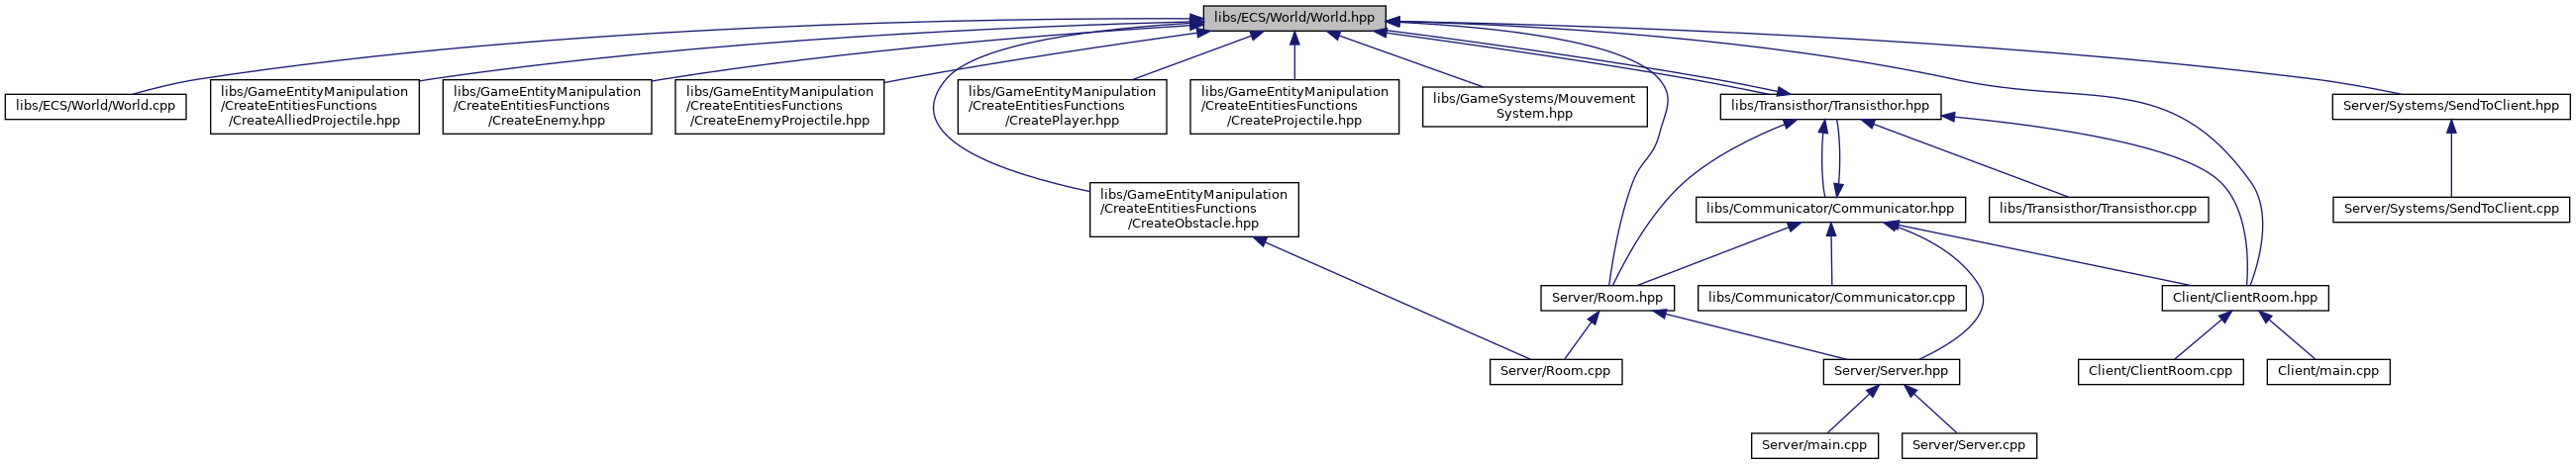 libs/ECS/World/World.hpp
libs/ECS/World/World.cpp
libs/GameEntityManipulation
/CreateEntitiesFunctions
/CreateAlliedProjectile.hpp
libs/GameEntityManipulation
/CreateEntitiesFunctions
/CreateEnemy.hpp
libs/GameEntityManipulation
/CreateEntitiesFunctions
/CreateEnemyProjectile.hpp
libs/GameEntityManipulation
/CreateEntitiesFunctions
/CreatePlayer.hpp
libs/GameEntityManipulation
/CreateEntitiesFunctions
/CreateProjectile.hpp
libs/GameSystems/Mouvement
System.hpp
libs/Transisthor/Transisthor.hpp
Server/Systems/SendToClient.hpp
libs/GameEntityManipulation
/CreateEntitiesFunctions
/CreateObstacle.hpp
libs/Communicator/Communicator.hpp
libs/Transisthor/Transisthor.cpp
Server/Systems/SendToClient.cpp
Server/Room.hpp
libs/Communicator/Communicator.cpp
Client/ClientRoom.hpp
Server/Room.cpp
Server/Server.hpp
Client/ClientRoom.cpp
Client/main.cpp
Server/main.cpp
Server/Server.cpp